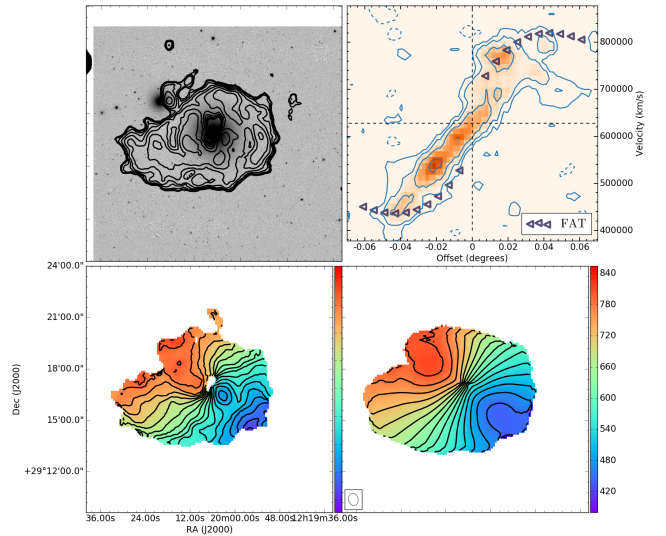 800000
700000
600000
500000
400000
Velocity (km/s)
FAT
-0.06 -0.04 -0.02 0.00 0.02 0.04 0.06
Offset (degrees)
24'00.0"
21'00.0"
18'00.0"
15'00.0"
+29°12'00.0"
Dec (J2000)
36.00s 24.00s 12.00s 20m00.00s 48.00s12h19m36.00s
RA (J2000)
840
780
720
660
600
540
480
420